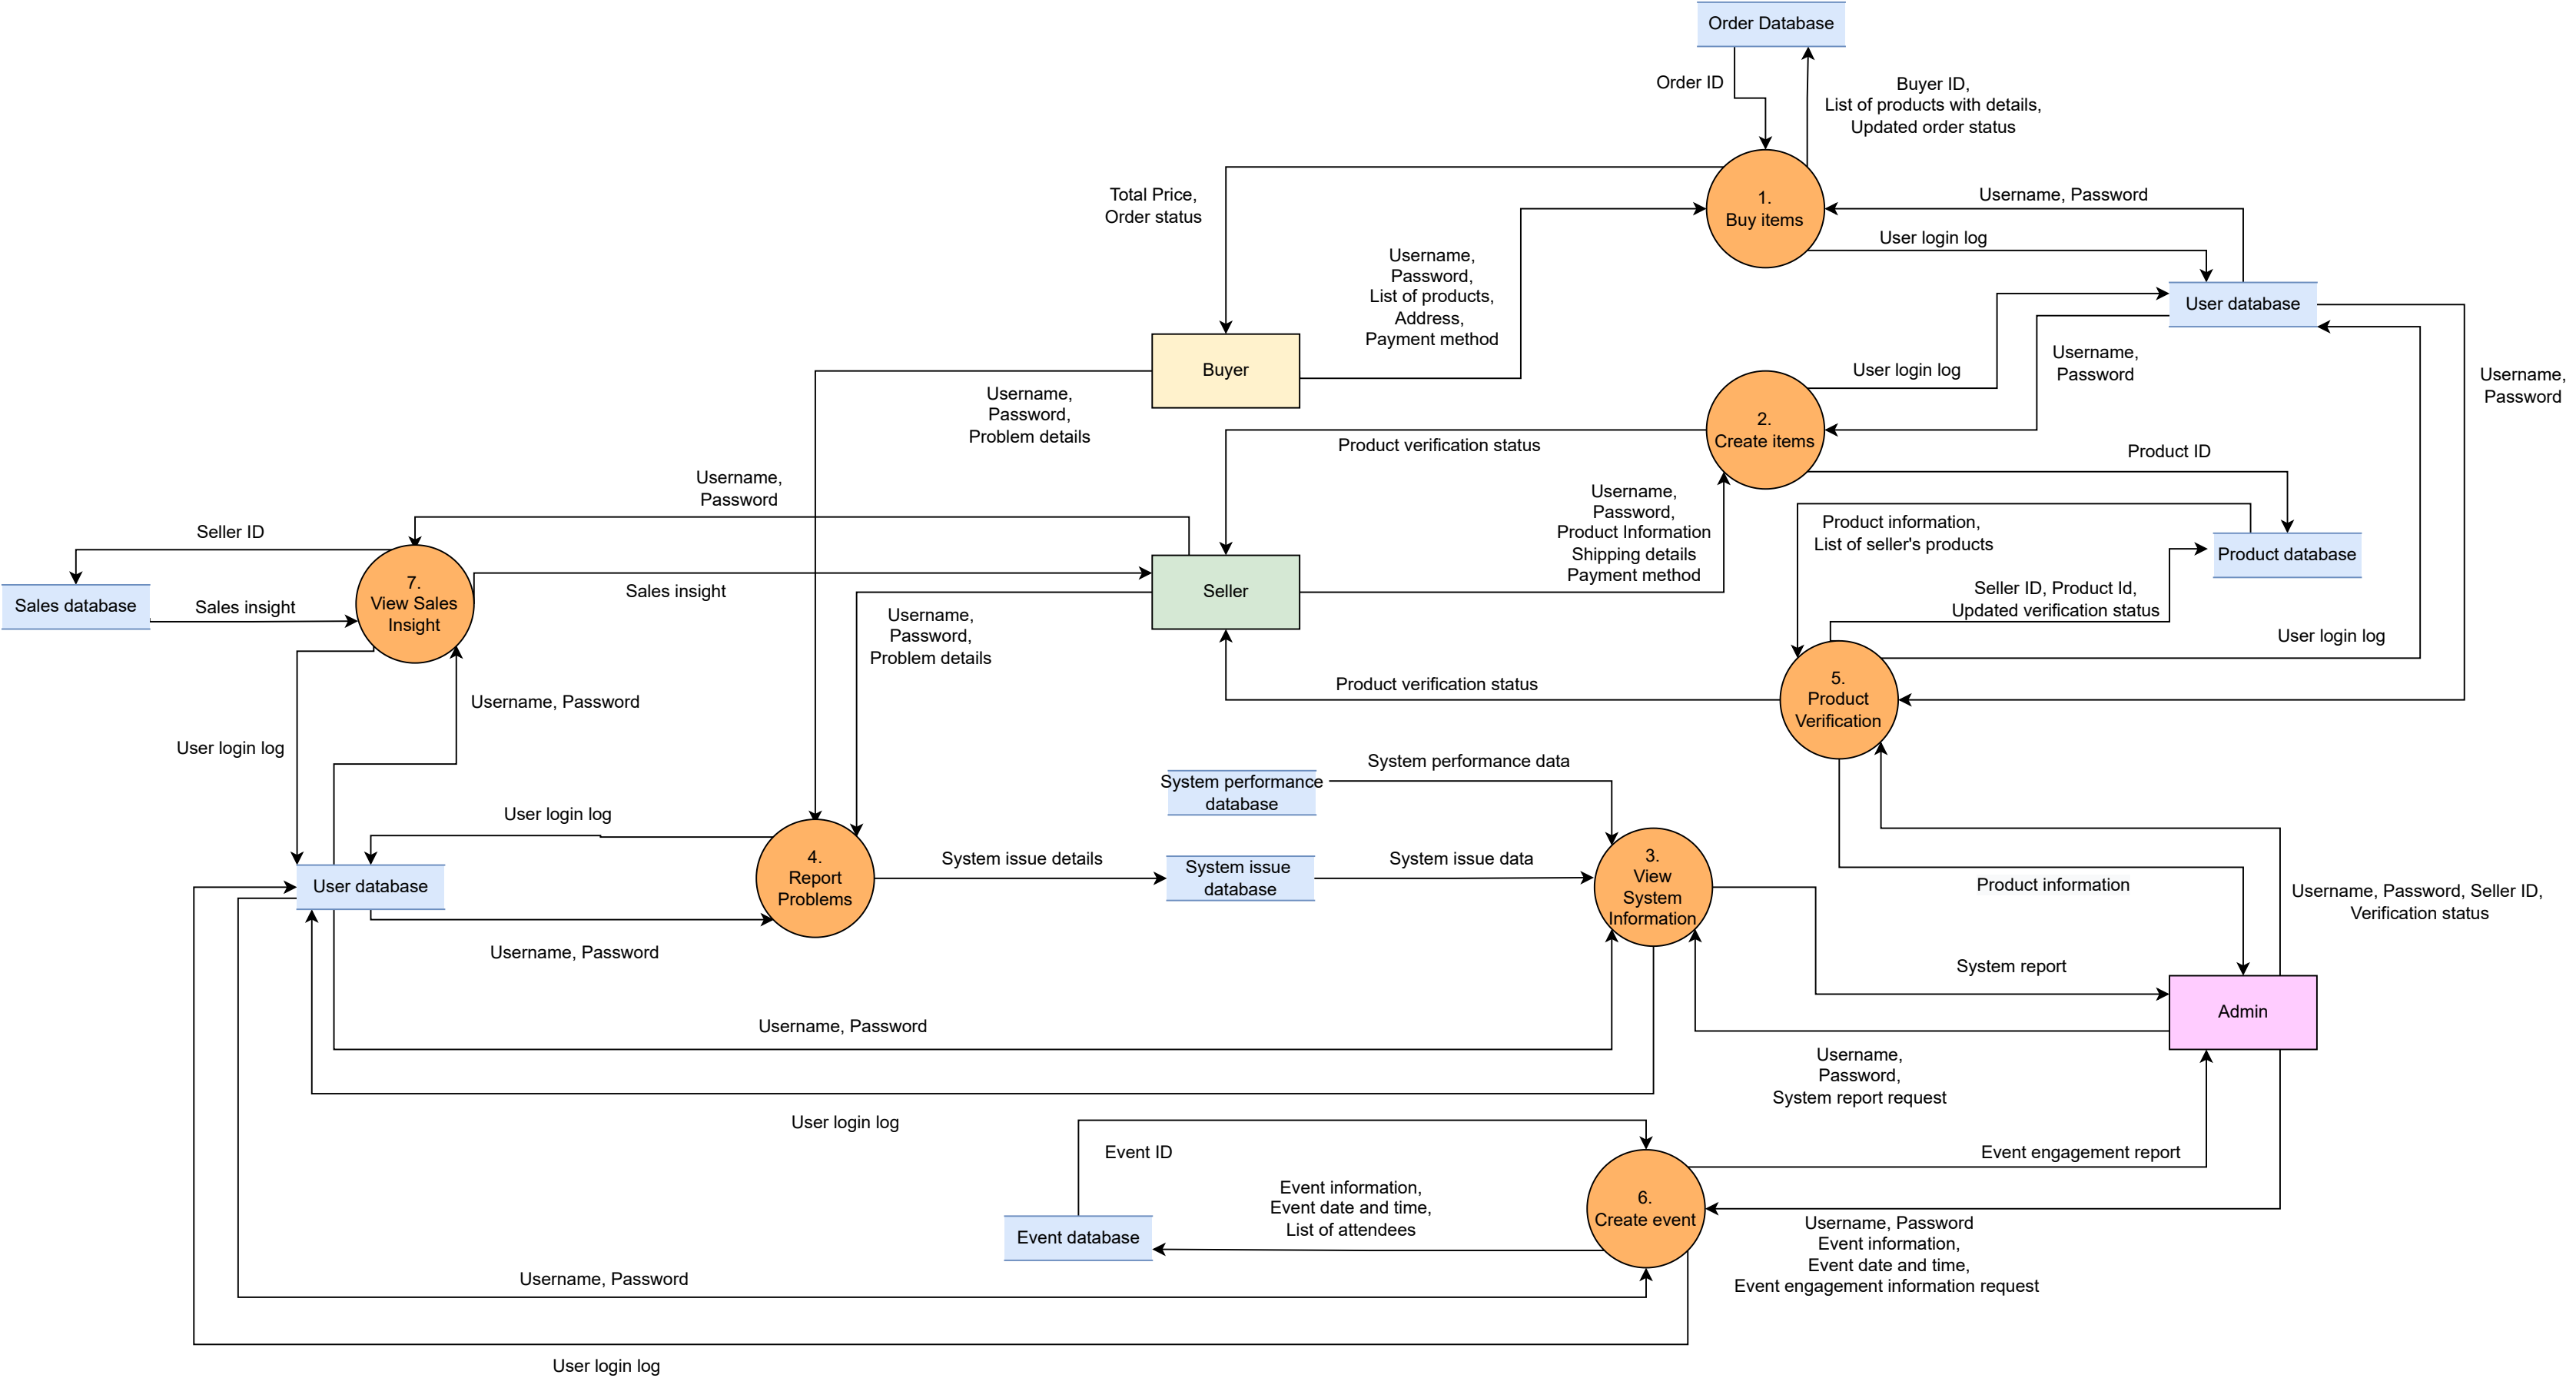 Order Database
Order ID
Buyer ID,
List of products with details,
Updated order status
Total Price,
Order status
1.
Buy items
Username, Password
User login log
Username,
Password,
List of products,
Address,
Payment method
User database
Buyer
Username,
Password,
Problem details
User login log
Username,
Password
Username,
Password
2.
Create items
Product verification status
Product ID
Username,
Password
Seller ID
Username,
Password,
Product Information
Shipping details
Payment method
Product information,
List of seller's products
Product database
Sales database
Sales insight
7.
View Sales
Insight
Sales insight
Seller
Seller ID, Product Id,
Updated verification status
Username,
Password,
Problem details
User login log
Product verification status
5.
Product
Verification
Username, Password
User login log
System performance data
System performance
database
User login log
4.
Report
Problems
System issue details
System issue
database
System issue data
3.
View
System
Information
User database
Product information
Username, Password, Seller ID,
Verification status
Username, Password
System report
Admin
Username, Password
Username,
Password,
System report request
User login log
Event ID
Event engagement report
Event information,
Event date and time,
List of attendees
6.
Create event
Event database
Username, Password
Event information,
Event date and time,
Event engagement information request
Username, Password
User login log